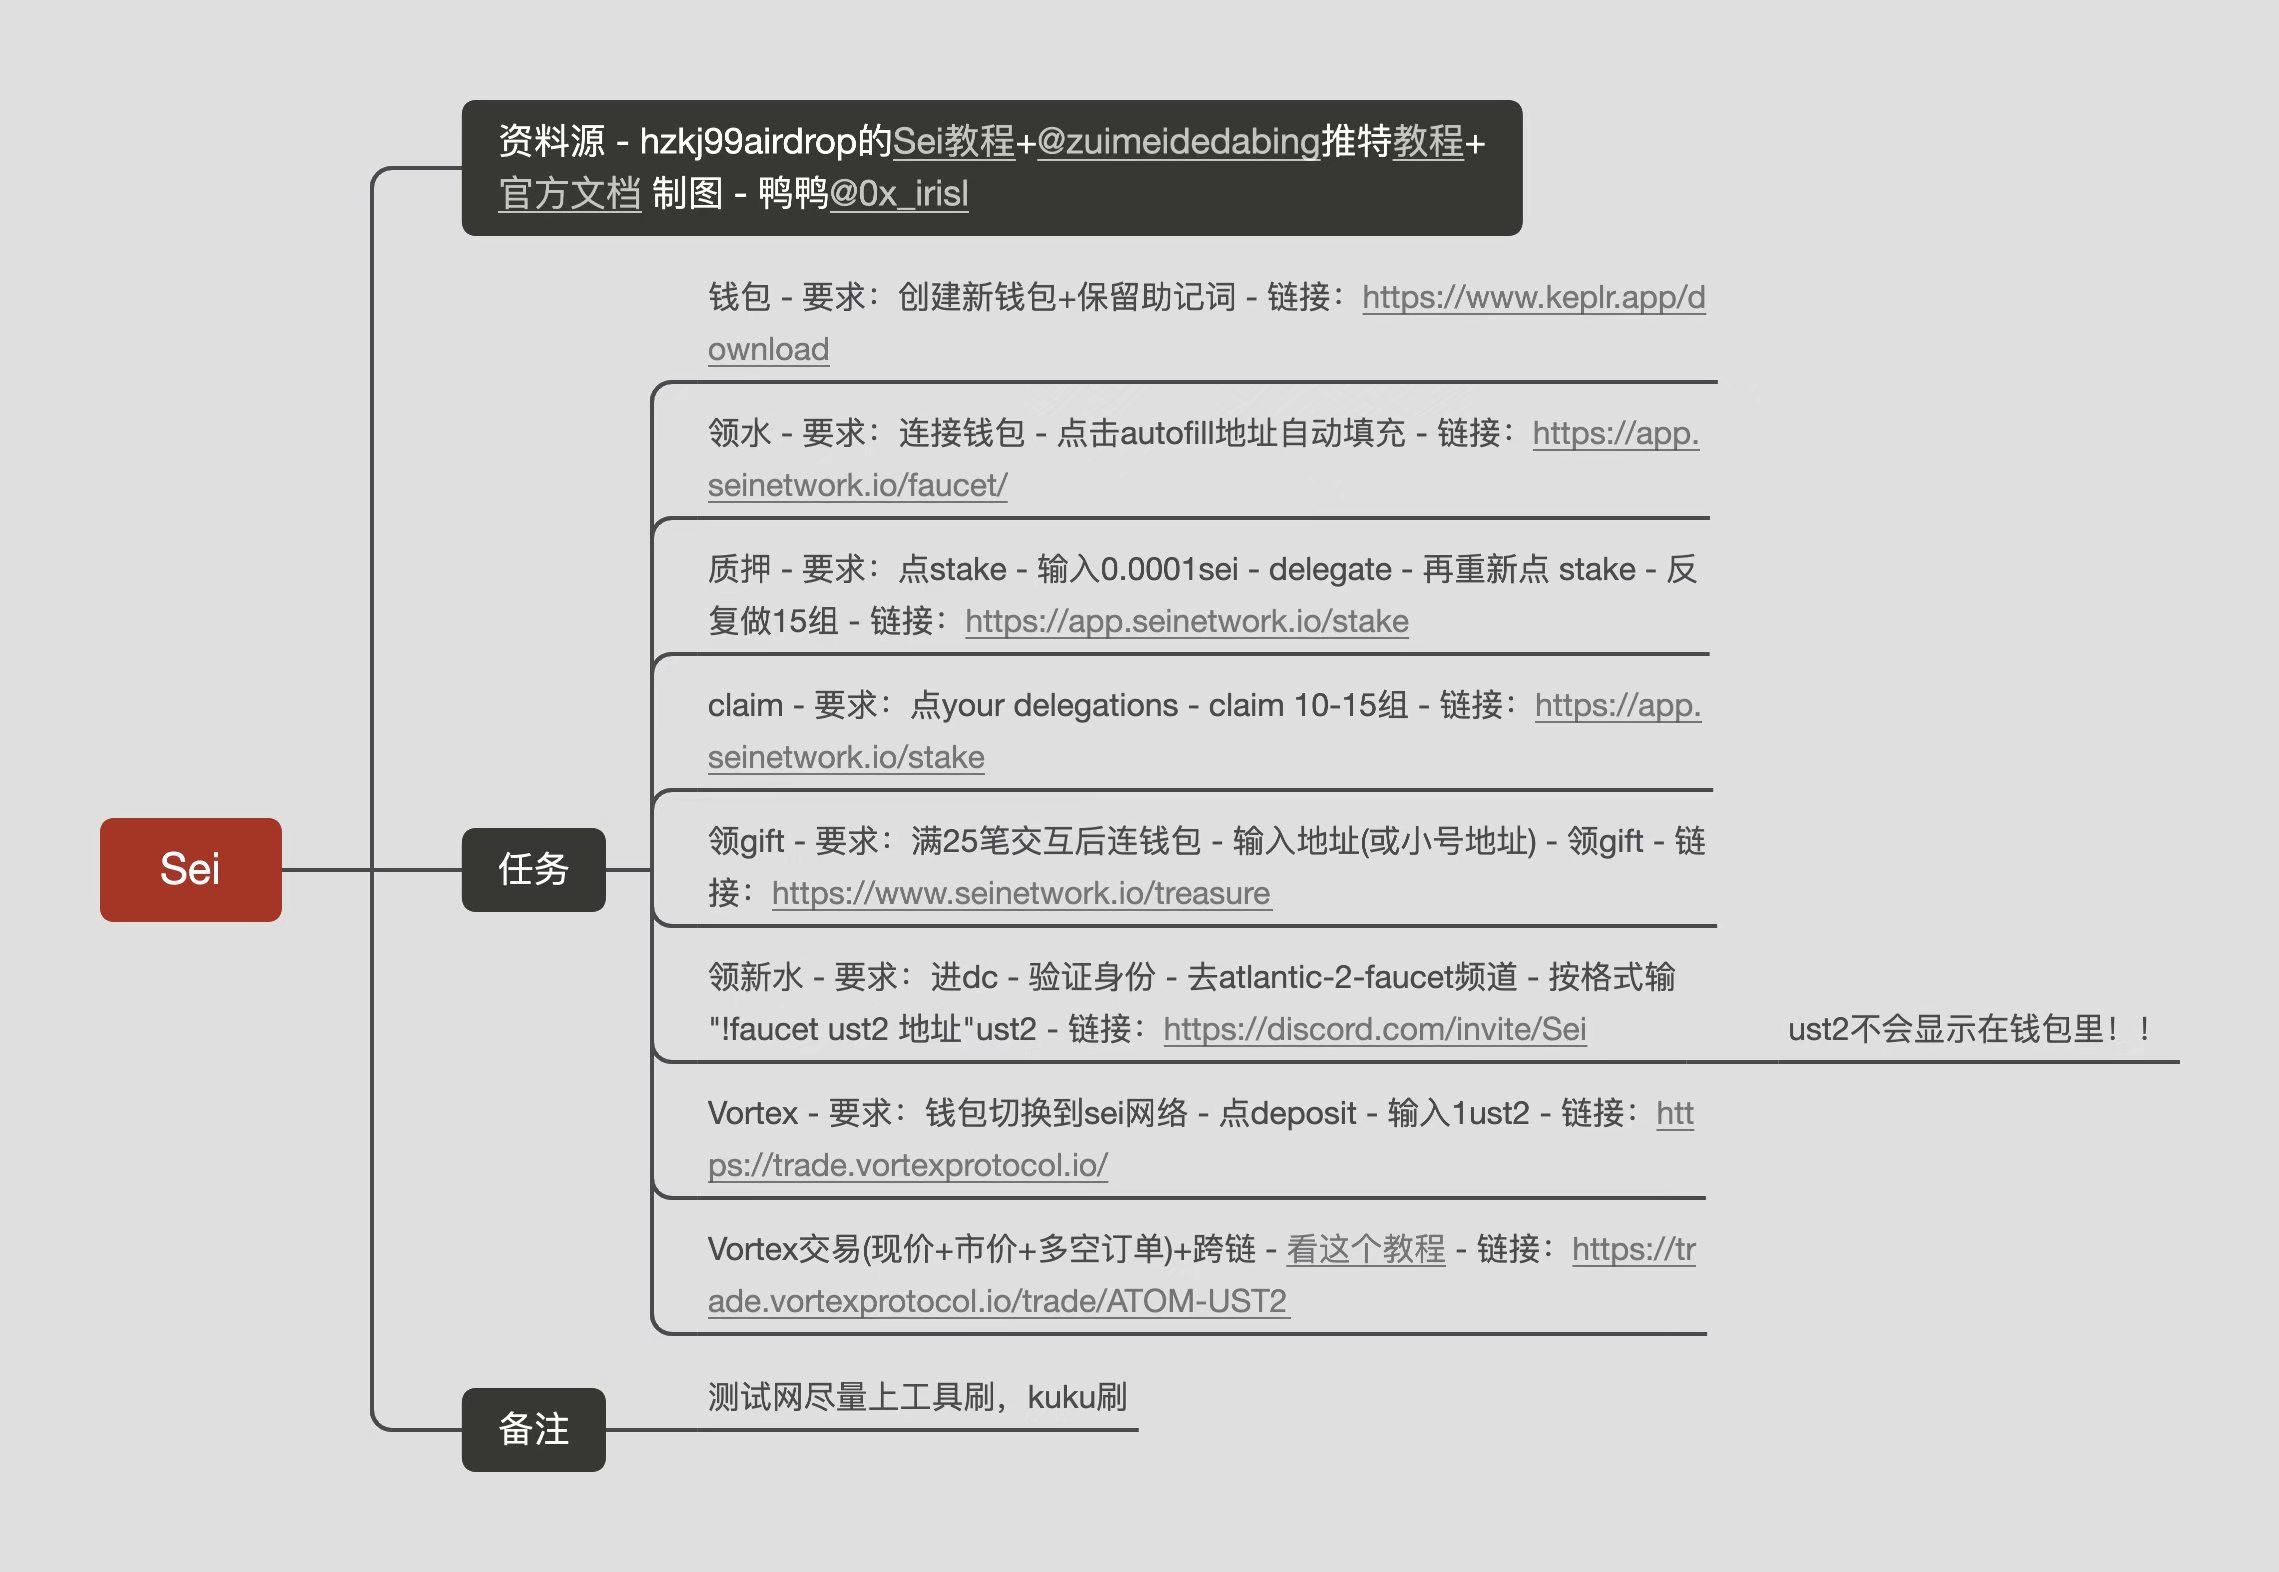 资料源 - hzkj99airdrop的Sei教程+@zuimeidedabing推特教程+
官方文档 制图 - 鸭鸭@0x_irisl
钱包 - 要求：创建新钱包+保留助记词 - 链接：https://www.keplr.app/d
ownload
领水 - 要求：连接钱包 - 点击autofill地址自动填充 - 链接：https://app.
seinetwork.io/faucet/
质押 - 要求：点stake - 输入0.0001sei - delegate - 再重新点 stake - 反
复做15组 - 链接：https://app.seinetwork.io/stake
claim - 要求：点your delegations - claim 10-15组 - 链接：https://app.
seinetwork.io/stake
Sei
任务
领gift - 要求：满25笔交互后连钱包 - 输入地址(或小号地址) - 领gift - 链
接：https://www.seinetwork.io/treasure
领新水 - 要求：进dc - 验证身份 - 去atlantic-2-faucet频道 - 按格式输
"!faucet ust2 地址"ust2 - 链接：https://discord.com/invite/Sei
ust2不会显示在钱包里！！
Vortex - 要求：钱包切换到sei网络 - 点deposit - 输入1ust2 - 链接：htt
ps://trade.vortexprotocol.io/
Vortex交易(现价+市价+多空订单)+跨链 - 看这个教程 - 链接：https://tr
ade.vortexprotocol.io/trade/ATOM-UST2
备注
测试网尽量上工具刷，kuku刷